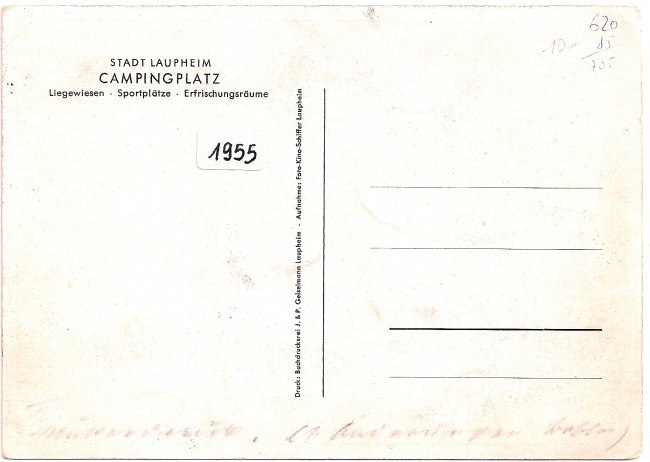 STADT LAUPHEIM
CAMPINGPLATZ
Liegewiesen · Sportplätze · Erfrischungsräume
1955
Druck: Buchdruckerei J. & P. Geiselmann Laupheim · Aufnahme: Foto-Kino-Schiffer Laupheim
620
10-